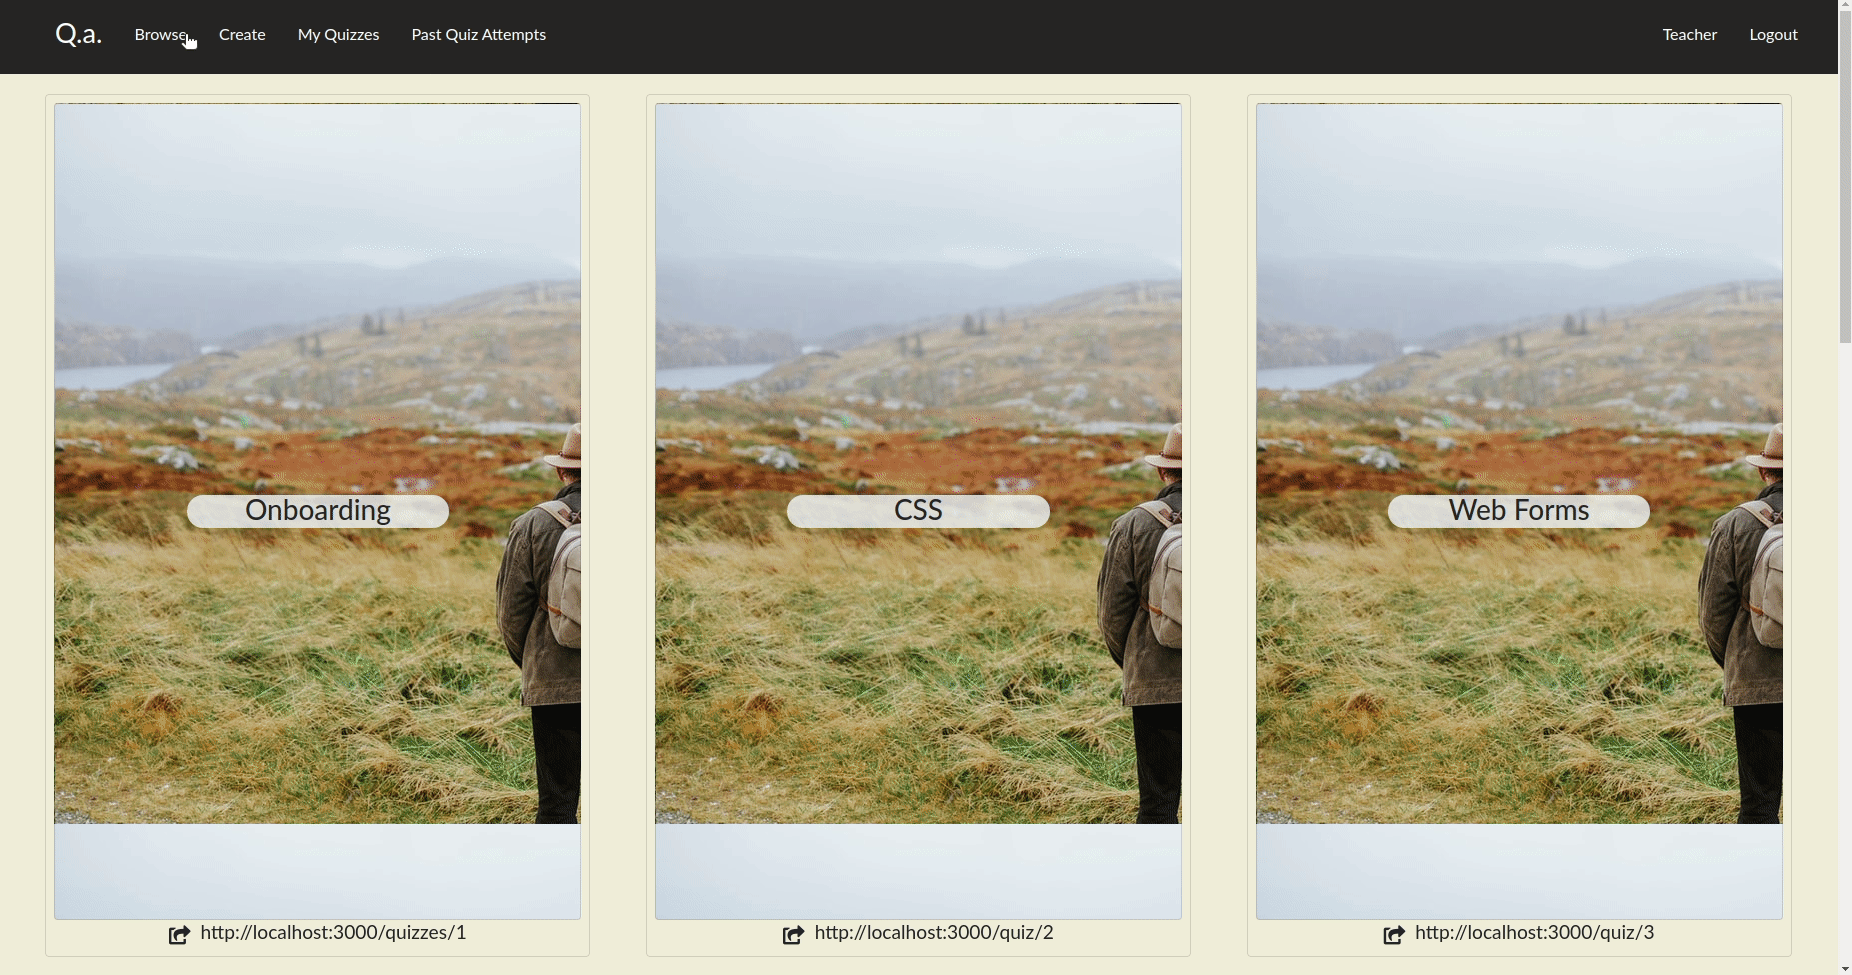 Q.a. Browse Create My Quizzes Past Quiz Attempts Teacher Logout
Onboarding CSS Web Forms
http://localhost:3000/quizzes/1 http://localhost:3000/quiz/2 http://localhost:3000/quiz/3